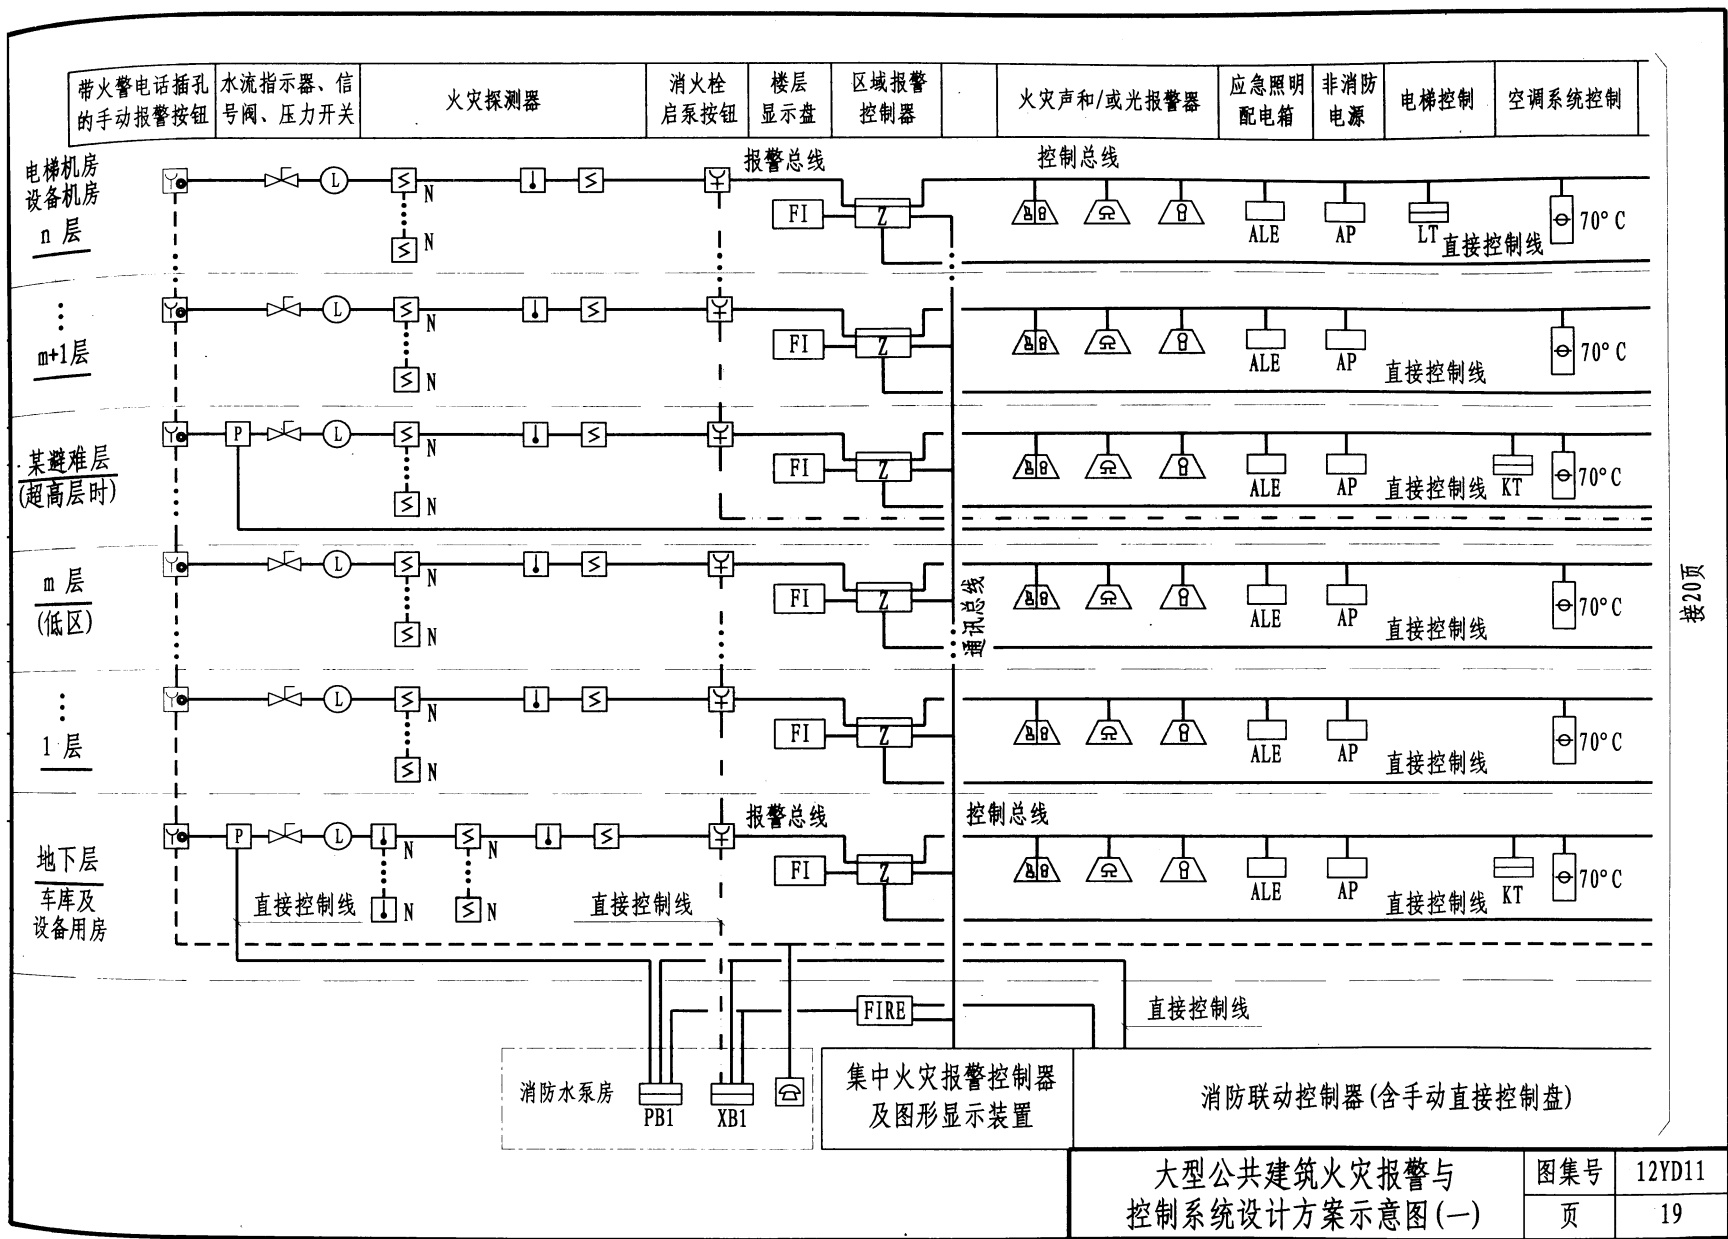 带火警电话插孔
的手动报警按钮
水流指示器、信
号阀、压力开关
火灾探测器
消火栓
启泵按钮
楼层
显示盘
区域报警
控制器
火灾声和/或光报警器
应急照明
配电箱
非消防
电源
电梯控制
空调系统控制
电梯机房
设备机房
n 层
L
N
N
报警总线
控制总线
FI
Z
ALE
AP
LT
直接控制线
70°C
m+1层
L
N
N
FI
Z
ALE
AP
直接控制线
70°C
某避难层
(超高层时)
P
L
N
N
FI
Z
ALE
AP
直接控制线
KT
70°C
m 层
(低区)
L
N
N
FI
Z
通讯总线
ALE
AP
直接控制线
70°C
1 层
L
N
N
FI
Z
ALE
AP
直接控制线
70°C
地下层
车库及
设备用房
P
L
N
N
N
N
直接控制线
直接控制线
报警总线
控制总线
FI
Z
ALE
AP
直接控制线
KT
70°C
接20页
FIRE
直接控制线
消防水泵房
PB1
XB1
集中火灾报警控制器
及图形显示装置
消防联动控制器(含手动直接控制盘)
大型公共建筑火灾报警与
控制系统设计方案示意图(一)
图集号
12YD11
页
19